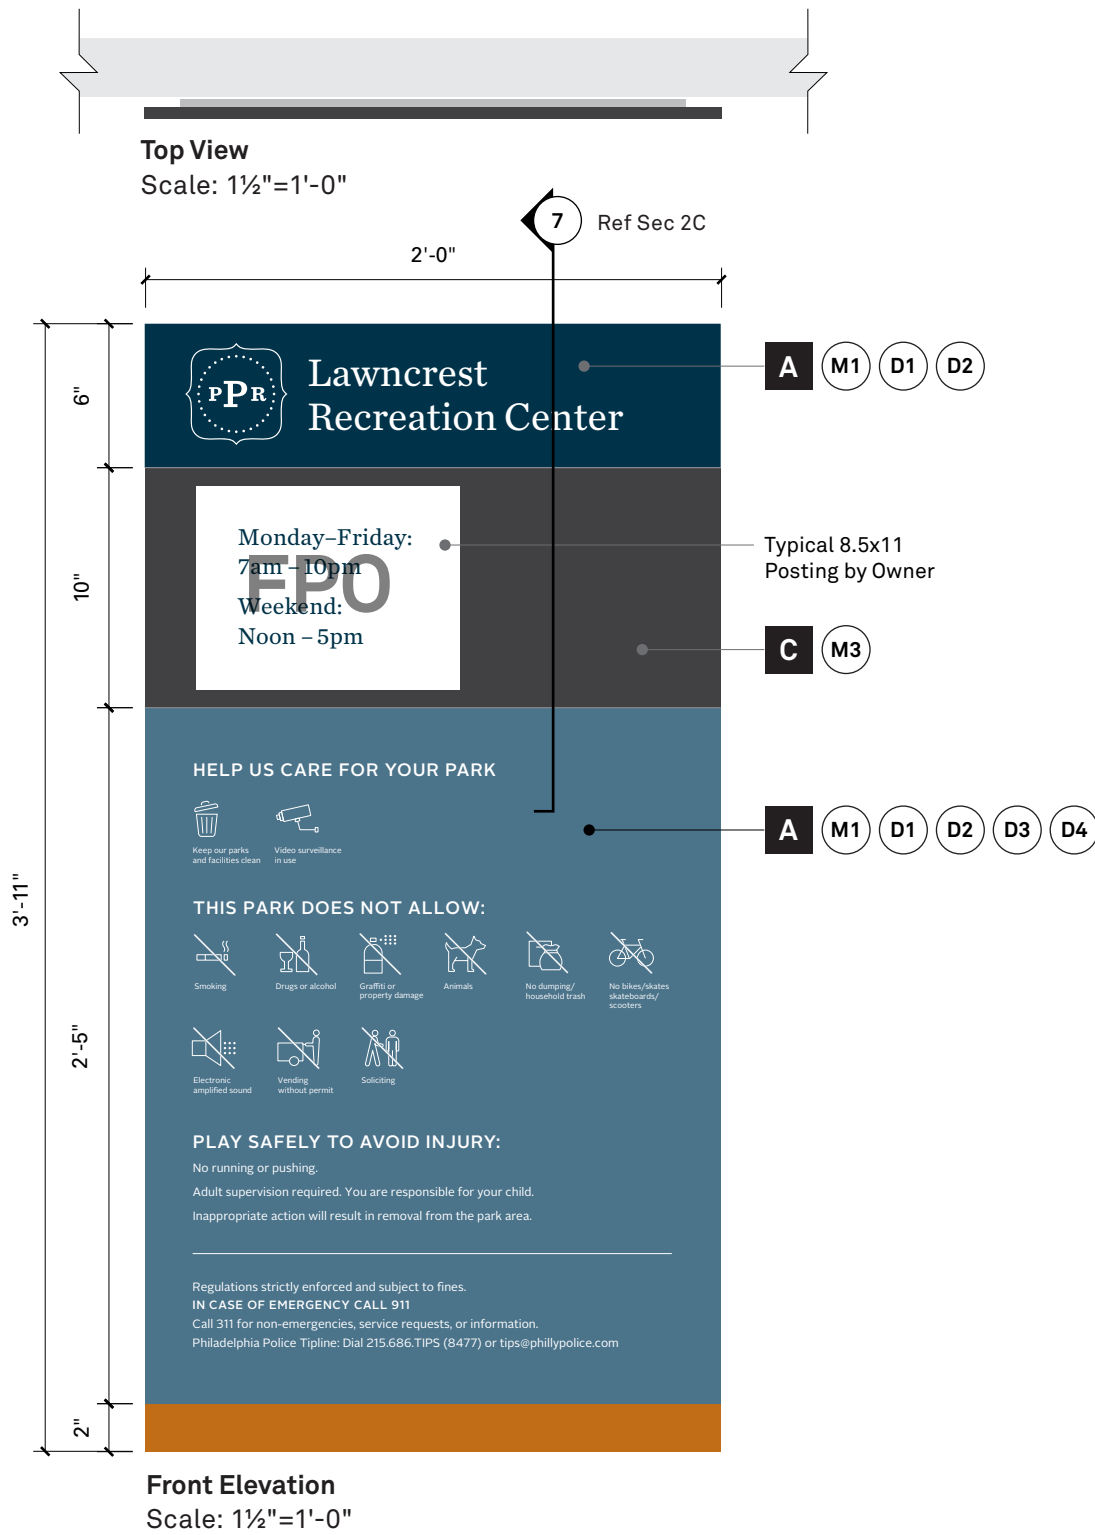 Top View
Scale: 1½"=1'-0"
7 Ref Sec 2C
2'-0"
6"
10"
3'-11"
2'-5"
2"
PPR
Lawncrest
Recreation Center
A M1 D1 D2
FPO
Monday–Friday:
7am – 10pm
Weekend:
Noon – 5pm
Typical 8.5x11
Posting by Owner
C M3
HELP US CARE FOR YOUR PARK
Keep our parks
and facilities clean
Video surveillance
in use
A M1 D1 D2 D3 D4
THIS PARK DOES NOT ALLOW:
Smoking
Drugs or alcohol
Graffiti or
property damage
Animals
No dumping/
household trash
No bikes/skates
skateboards/
scooters
Electronic
amplified sound
Vending
without permit
Soliciting
PLAY SAFELY TO AVOID INJURY:
No running or pushing.
Adult supervision required. You are responsible for your child.
Inappropriate action will result in removal from the park area.
Regulations strictly enforced and subject to fines.
IN CASE OF EMERGENCY CALL 911
Call 311 for non-emergencies, service requests, or information.
Philadelphia Police Tipline: Dial 215.686.TIPS (8477) or tips@phillypolice.com
Front Elevation
Scale: 1½"=1'-0"